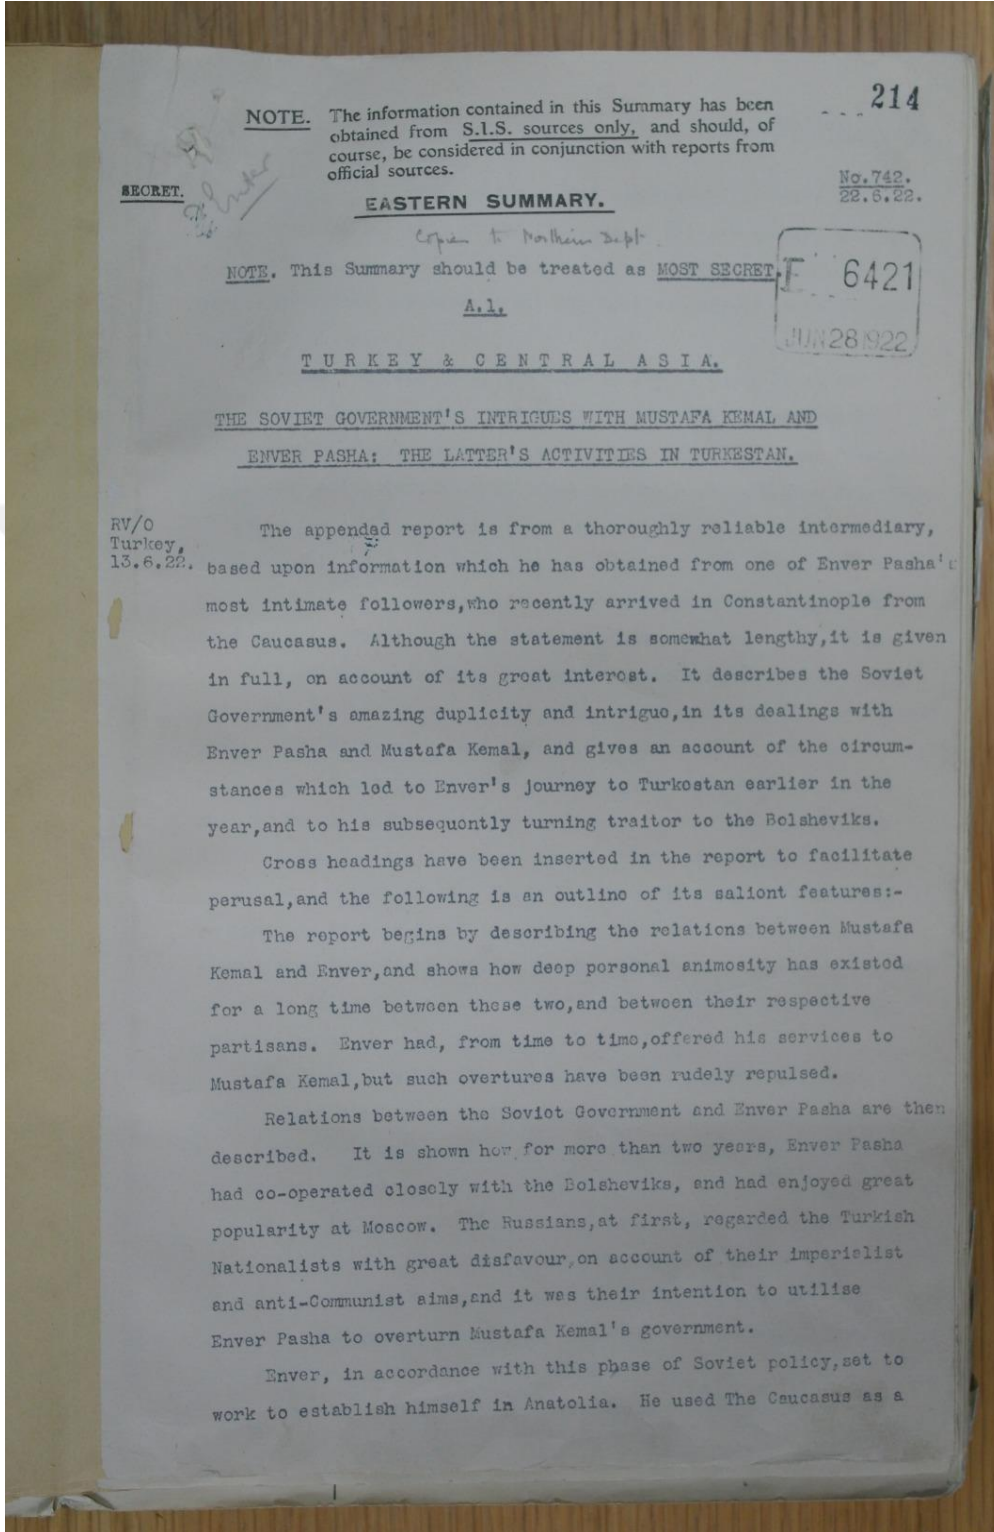 214
NOTE. The information contained in this Summary has been
obtained from S.I.S. sources only, and should, of
course, be considered in conjunction with reports from
official sources.
SECRET.
Enver
No.742.
22.6.22.
EASTERN SUMMARY.
Copies to Northern Dept.
NOTE. This Summary should be treated as MOST SECRET.
E 6421
JUN 28 1922
A.1.
TURKEY & CENTRAL ASIA.
THE SOVIET GOVERNMENT'S INTRIGUES WITH MUSTAFA KEMAL AND
ENVER PASHA: THE LATTER'S ACTIVITIES IN TURKESTAN.
RV/O
Turkey,
13.6.22.
The appended report is from a thoroughly reliable intermediary,
based upon information which he has obtained from one of Enver Pasha's
most intimate followers,who recently arrived in Constantinople from
the Caucasus. Although the statement is somewhat lengthy,it is given
in full, on account of its great interest. It describes the Soviet
Government's amazing duplicity and intrigue,in its dealings with
Enver Pasha and Mustafa Kemal, and gives an account of the circum-
stances which led to Enver's journey to Turkestan earlier in the
year,and to his subsequently turning traitor to the Bolsheviks.
Cross headings have been inserted in the report to facilitate
perusal,and the following is an outline of its salient features:-
The report begins by describing the relations between Mustafa
Kemal and Enver,and shows how deep personal animosity has existed
for a long time between these two,and between their respective
partisans. Enver had, from time to time,offered his services to
Mustafa Kemal,but such overtures have been rudely repulsed.
Relations between the Soviet Government and Enver Pasha are then
described. It is shown how for more than two years, Enver Pasha
had co-operated closely with the Bolsheviks, and had enjoyed great
popularity at Moscow. The Russians,at first, regarded the Turkish
Nationalists with great disfavour,on account of their imperialist
and anti-Communist aims,and it was their intention to utilise
Enver Pasha to overturn Mustafa Kemal's government.
Enver, in accordance with this phase of Soviet policy,set to
work to establish himself in Anatolia. He used The Caucasus as a